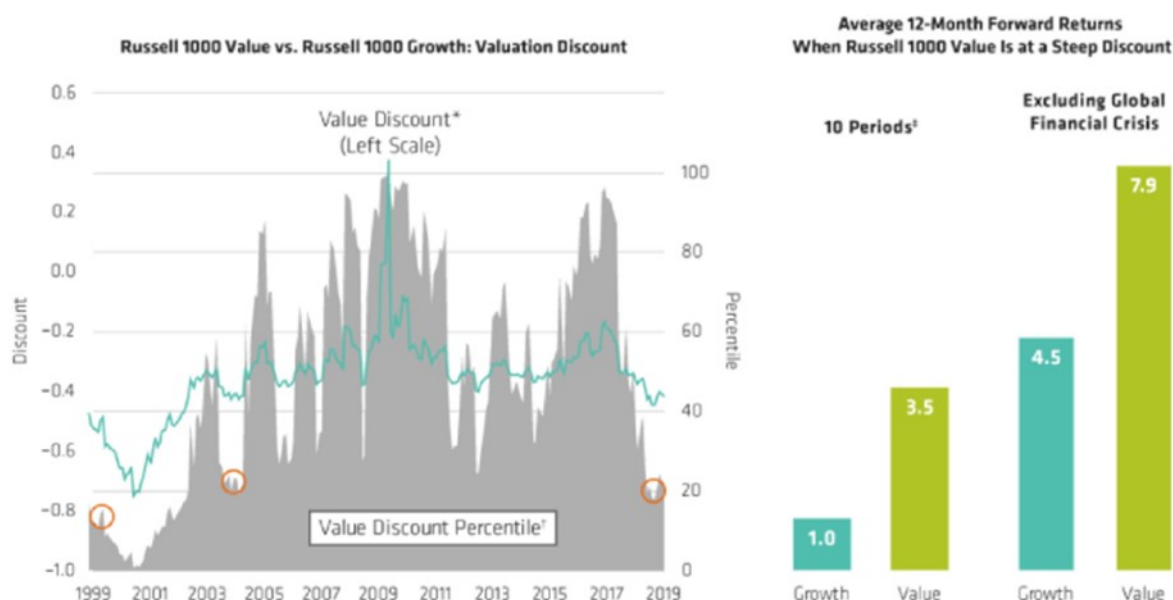 Russell 1000 Value vs. Russell 1000 Growth: Valuation Discount
0.6
0.4
0.2
0.0
−0.2
−0.4
−0.6
−0.8
−1.0
Discount
Value Discount*
(Left Scale)
Value Discount Percentile†
100
80
60
40
20
0
Percentile
1999 2001 2003 2005 2007 2009 2011 2013 2015 2017 2019
Average 12-Month Forward Returns
When Russell 1000 Value Is at a Steep Discount
10 Periods‡
Excluding Global
Financial Crisis
1.0
3.5
4.5
7.9
Growth Value Growth Value